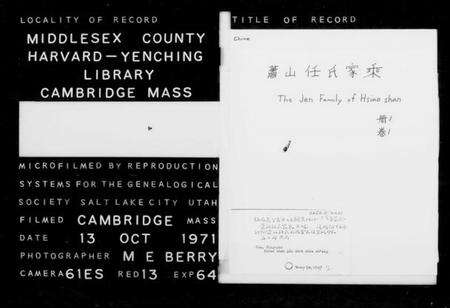 LOCALITY OF RECORD
MIDDLESEX COUNTY
HARVARD-YENCHING
LIBRARY
CAMBRIDGE MASS
MICROFILMED BY REPRODUCTION
SYSTEMS FOR THE GENEALOGICAL
SOCIETY SALT LAKE CITY UTAH
FILMED CAMBRIDGE MASS
DATE 13 OCT 1971
PHOTOGRAPHER M E BERRY
CAMERA 61ES RED 13 EXP 64
TITLE OF RECORD
China
蕭山任氏家乘
The Jen Family of Hsiao shan
冊1
卷1